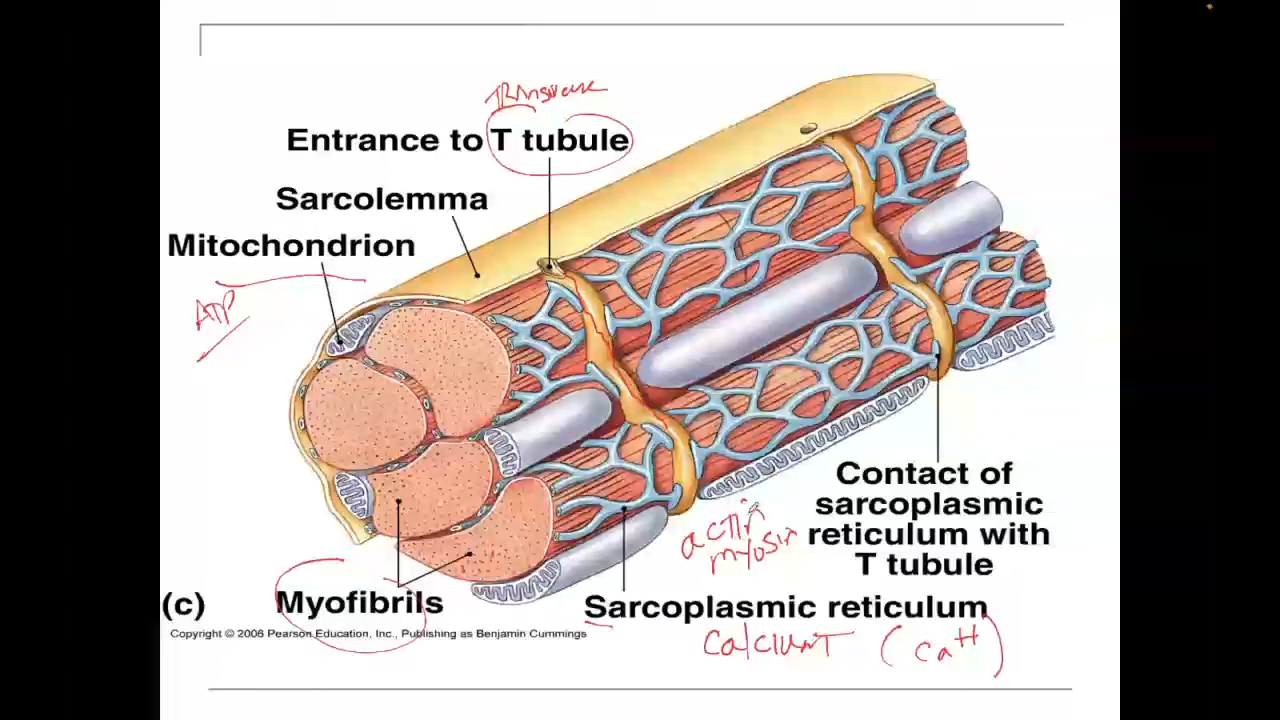 Transverse
Entrance to T tubule
Sarcolemma
Mitochondrion
ATP
Contact of
sarcoplasmic
reticulum with
T tubule
actin
myosin
(c)
Myofibrils
Sarcoplasmic reticulum
Copyright © 2006 Pearson Education, Inc., Publishing as Benjamin Cummings
calcium (Ca++)